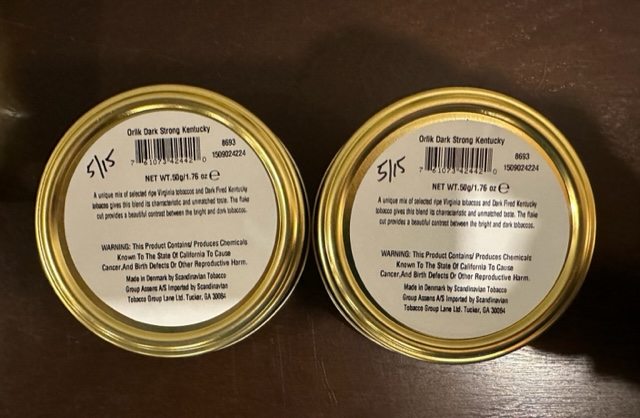 Orlik Dark Strong Kentucky
5/15
8693
7 61073 42442 0
1509024224
NET WT.50g/1.76 oz ℮
A unique mix of selected ripe Virginia tobaccos and Dark Fired Kentucky
tobacco gives this blend its characteristic and unmatched taste. The flake
cut provides a beautiful contrast between the bright and dark tobaccos.
WARNING: This Product Contains/ Produces Chemicals
Known To The State Of California To Cause
Cancer,And Birth Defects Or Other Reproductive Harm.
Made in Denmark by Scandinavian Tobacco
Group Assens A/S Imported by Scandinavian
Tobacco Group Lane Ltd. Tucker, GA 30084
Orlik Dark Strong Kentucky
5/15
8693
7 61073 42442 0
1509024224
NET WT.50g/1.76 oz ℮
A unique mix of selected ripe Virginia tobaccos and Dark Fired Kentucky
tobacco gives this blend its characteristic and unmatched taste. The flake
cut provides a beautiful contrast between the bright and dark tobaccos.
WARNING: This Product Contains/ Produces Chemicals
Known To The State Of California To Cause
Cancer,And Birth Defects Or Other Reproductive Harm.
Made in Denmark by Scandinavian Tobacco
Group Assens A/S Imported by Scandinavian
Tobacco Group Lane Ltd. Tucker, GA 30084